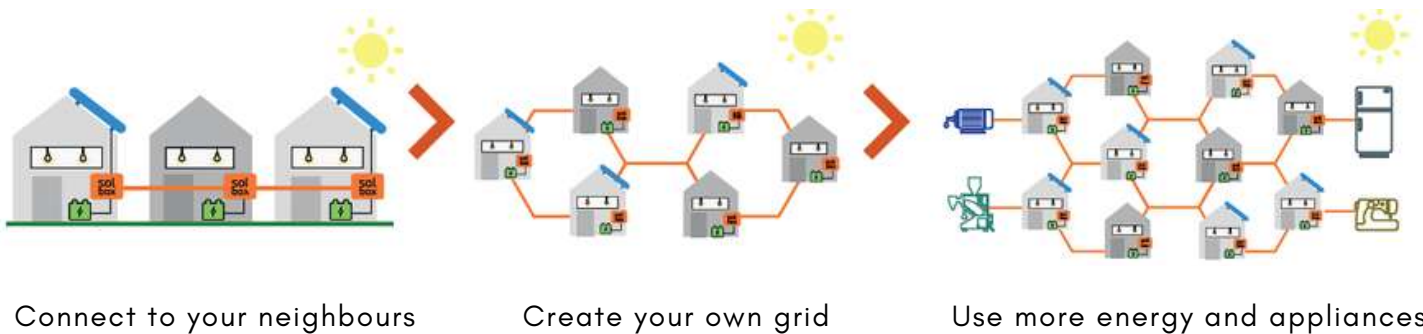 sol
box
sol
box
sol
box
Connect to your neighbours
Create your own grid
Use more energy and appliances